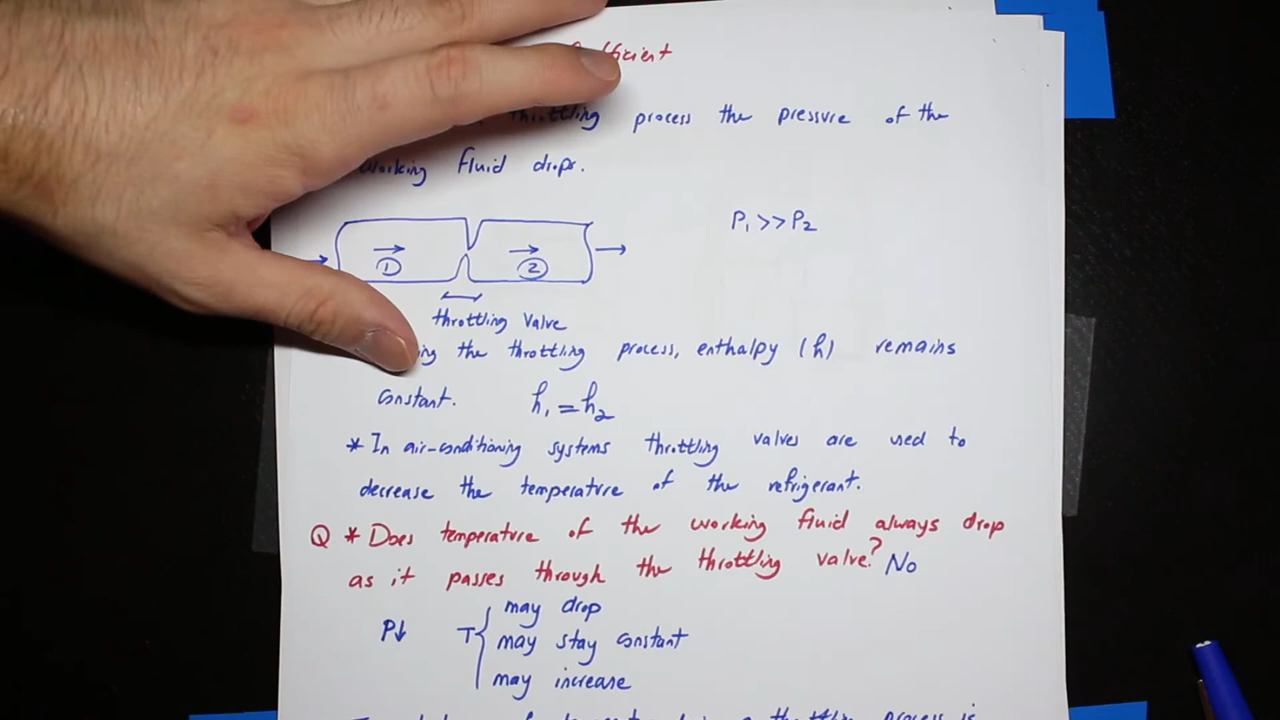 throttling process the pressure of the
working fluid drops.
P₁ >> P₂
① ②
throttling valve
the throttling process, enthalpy (h) remains
constant. h₁ = h₂
* In air-conditioning systems throttling valves are used to
decrease the temperature of the refrigerant.
Q * Does temperature of the working fluid always drop
as it passes through the throttling valve? No
may drop
P↓ T { may stay constant
may increase